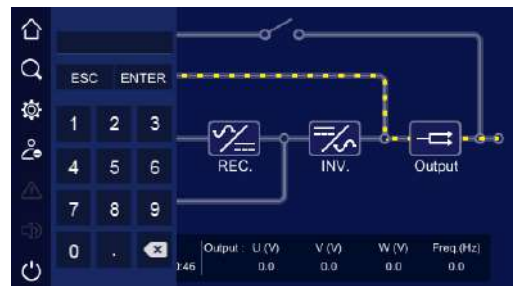 ESC ENTER
1 2 3
4 5 6
7 8 9
0 .
REC.
INV.
Output
:46
Output : U (V) V (V) W (V) Freq.(Hz)
0.0 0.0 0.0 0.0